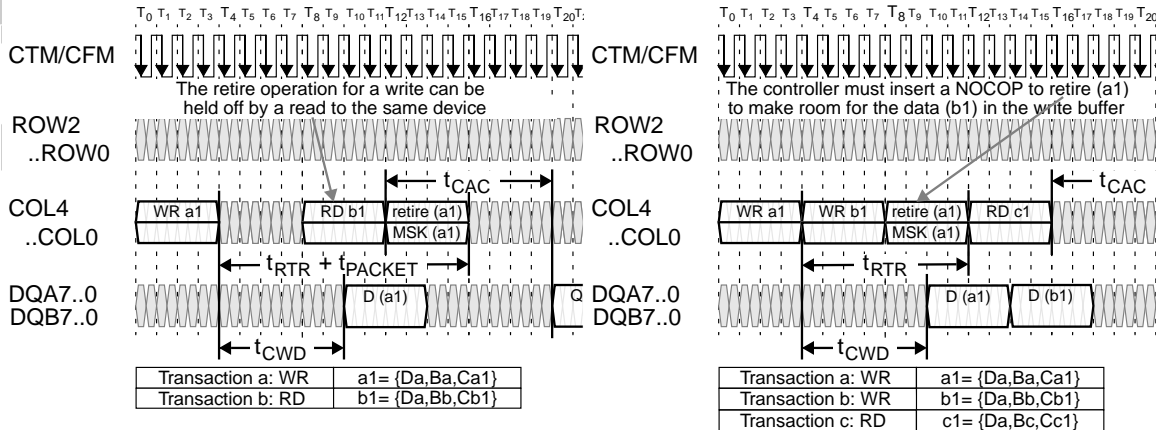 T0 T1 T2 T3 T4 T5 T6 T7 T8 T9 T10 T11 T12 T13 T14 T15 T16 T17 T18 T19 T20
CTM/CFM
The retire operation for a write can be
held off by a read to the same device
ROW2
..ROW0
tCAC
COL4
..COL0
WR a1
RD b1
retire (a1)
MSK (a1)
tRTR + tPACKET
DQA7..0
DQB7..0
D (a1)
Q
tCWD
Transaction a: WR a1= {Da,Ba,Ca1}
Transaction b: RD b1= {Da,Bb,Cb1}
T0 T1 T2 T3 T4 T5 T6 T7 T8 T9 T10 T11 T12 T13 T14 T15 T16 T17 T18 T19 T20
CTM/CFM
The controller must insert a NOCOP to retire (a1)
to make room for the data (b1) in the write buffer
ROW2
..ROW0
tCAC
COL4
..COL0
WR a1
WR b1
retire (a1)
MSK (a1)
RD c1
tRTR
DQA7..0
DQB7..0
D (a1)
D (b1)
tCWD
Transaction a: WR a1= {Da,Ba,Ca1}
Transaction b: WR b1= {Da,Bb,Cb1}
Transaction c: RD c1= {Da,Bc,Cc1}